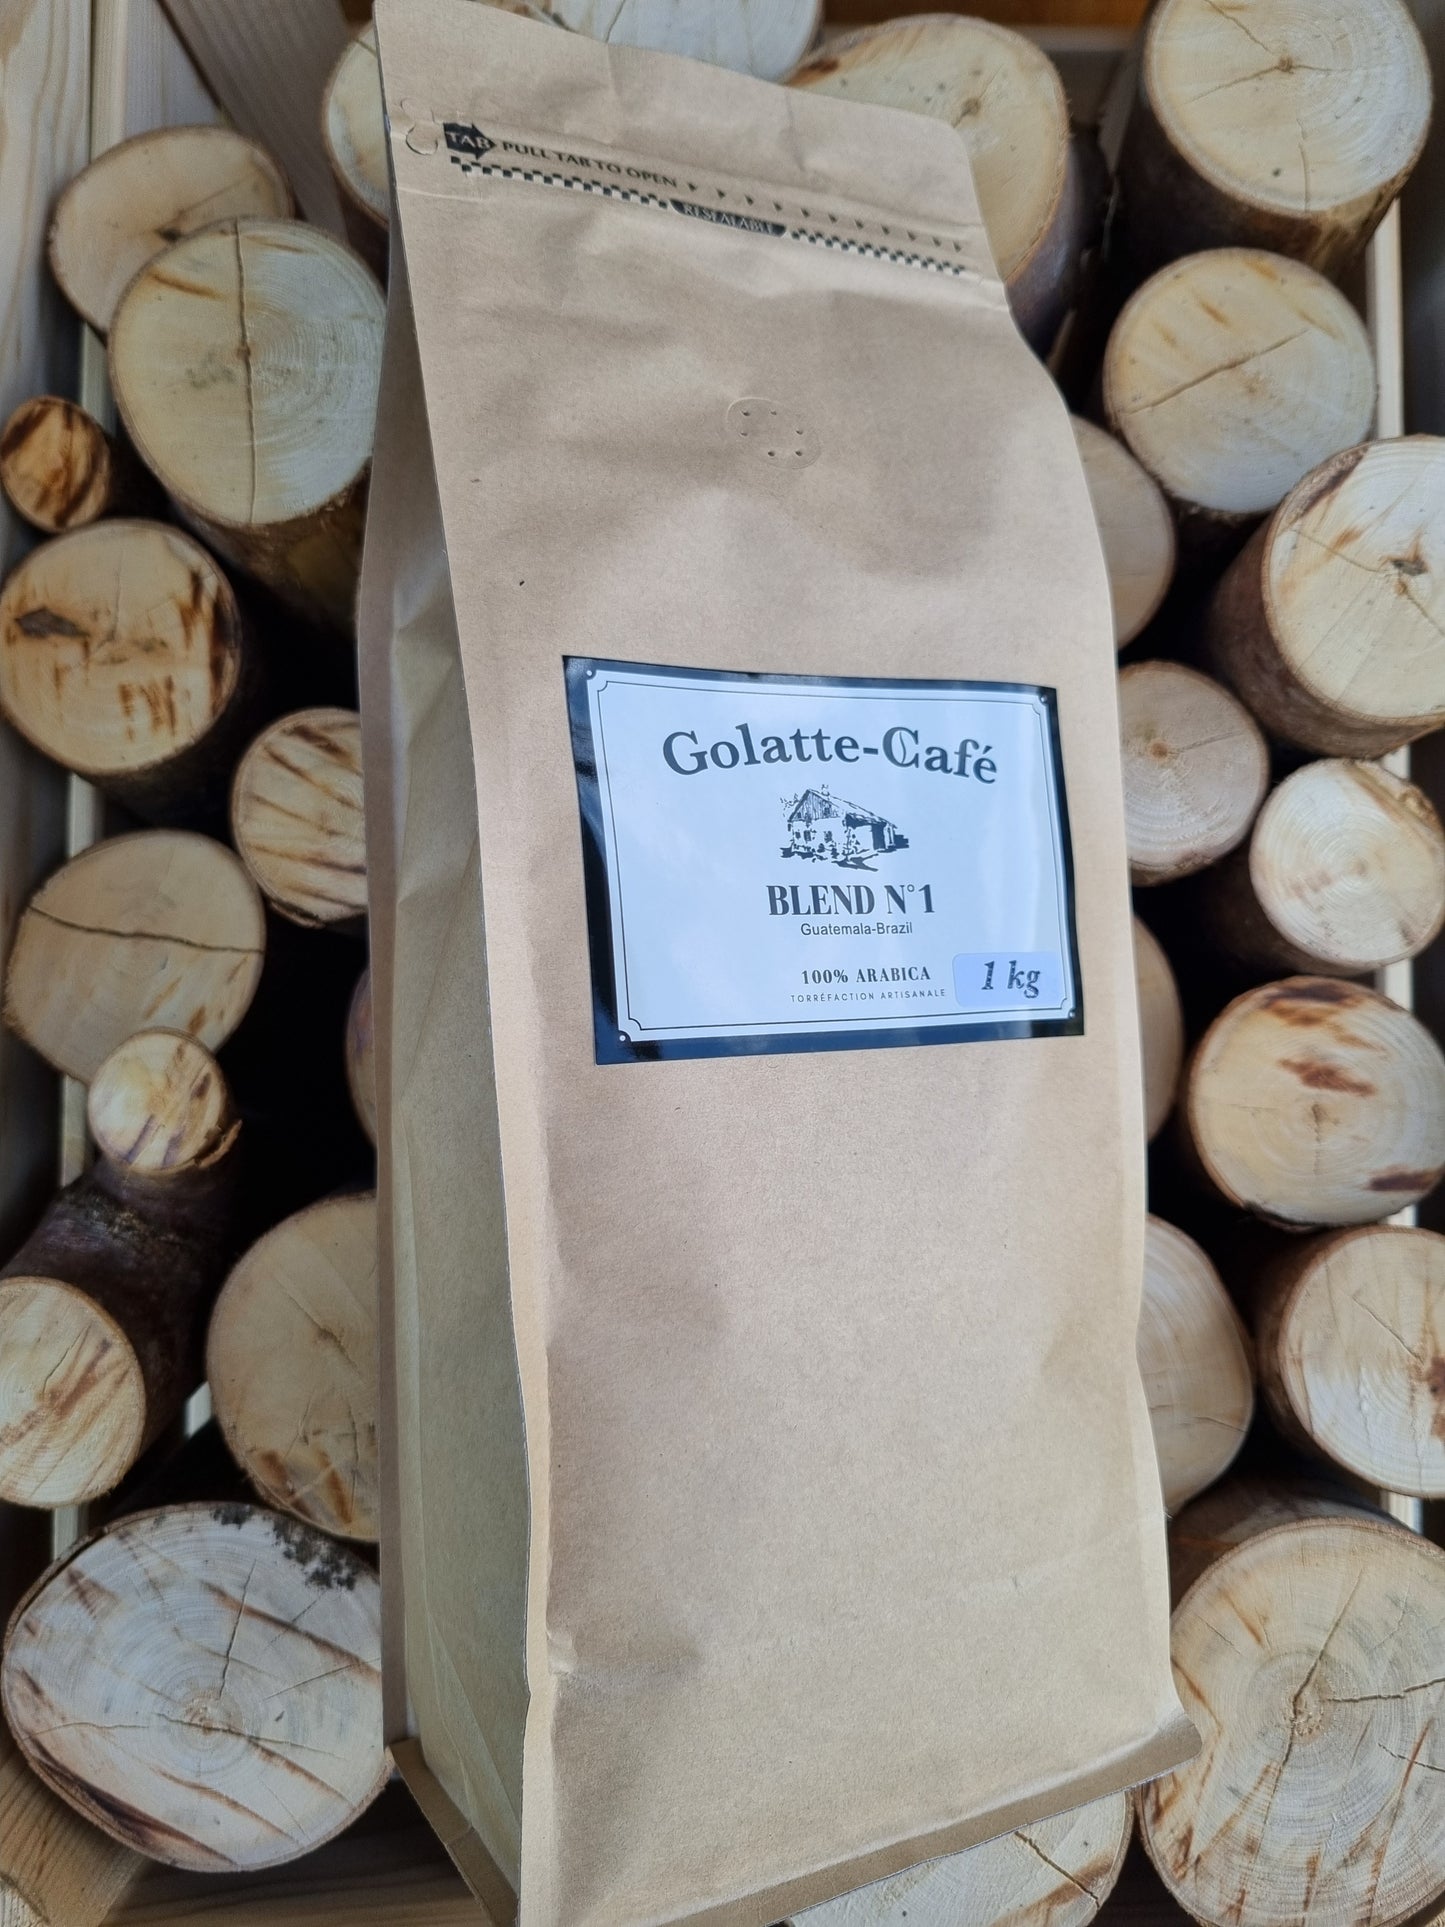 TAB PULL TAB TO OPEN
RESEALABLE
Golatte-Café
BLEND N°1
Guatemala-Brazil
100% ARABICA
TORRÉFACTION ARTISANALE
1 kg